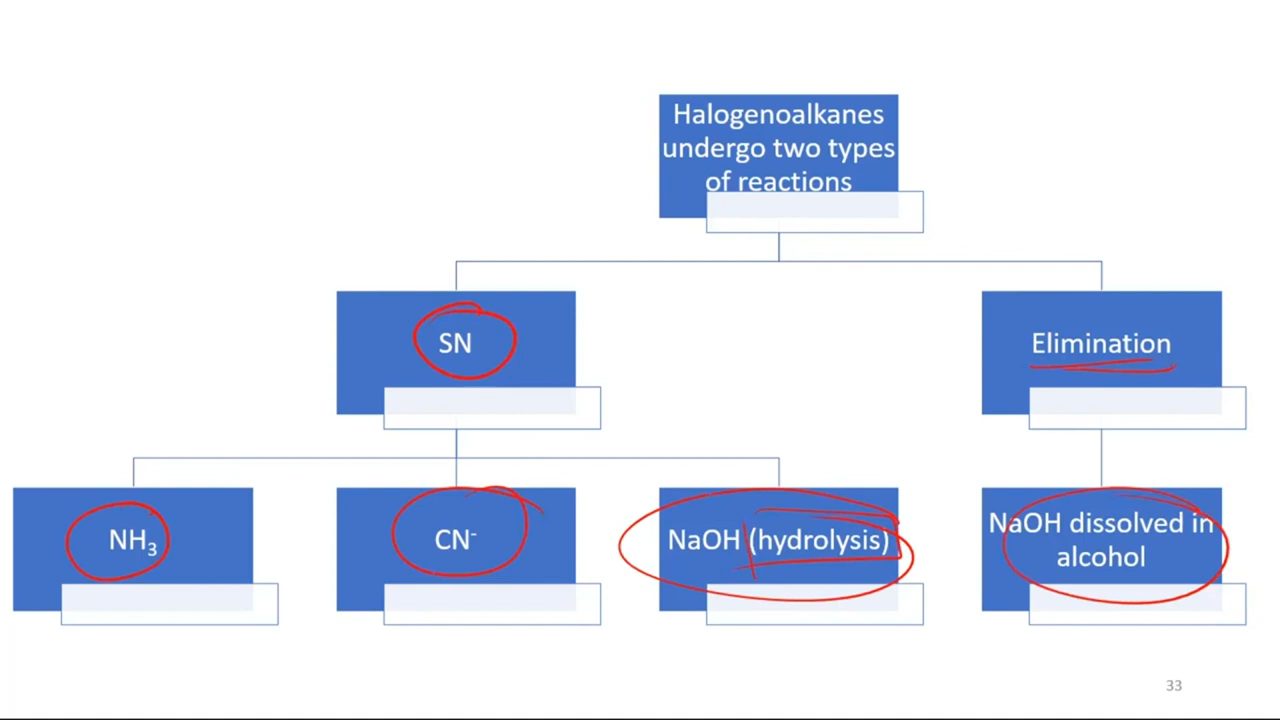 Halogenoalkanes
undergo two types
of reactions
SN
Elimination
NH₃
CN⁻
NaOH (hydrolysis)
NaOH dissolved in
alcohol
33